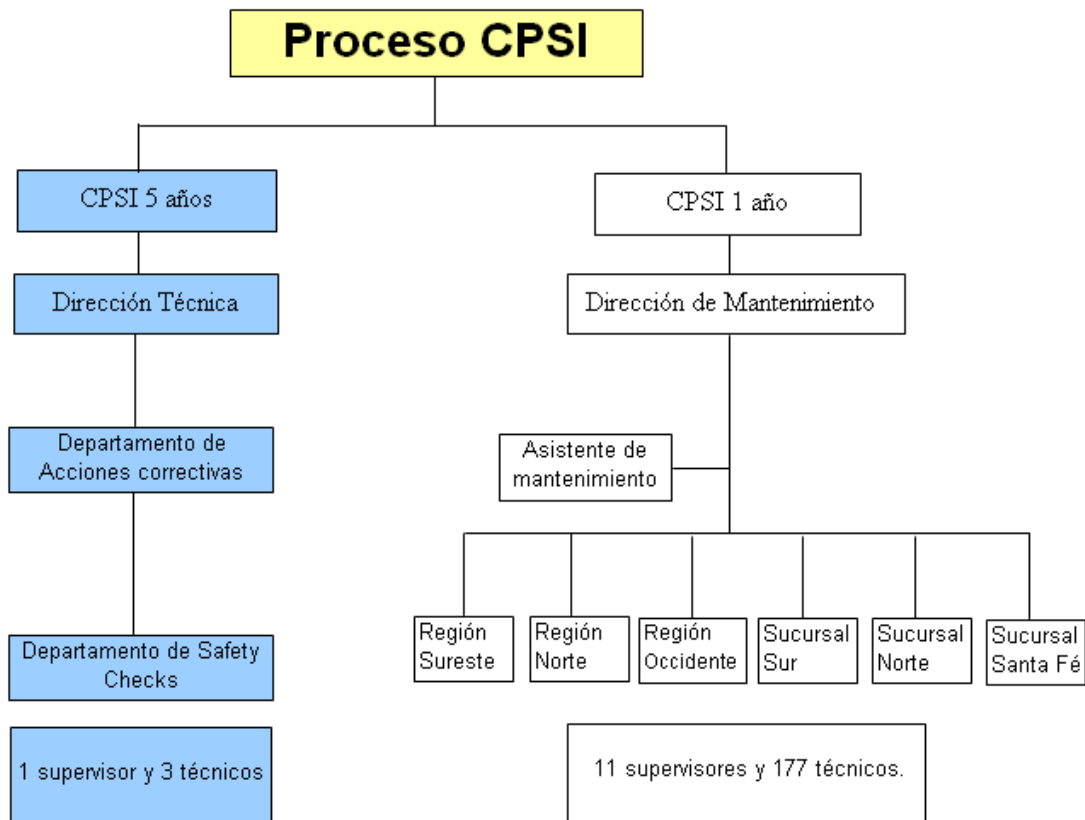 Proceso CPSI
CPSI 5 años
CPSI 1 año
Dirección Técnica
Dirección de Mantenimiento
Departamento de
Acciones correctivas
Asistente de
mantenimiento
Región
Sureste
Región
Norte
Región
Occidente
Sucursal
Sur
Sucursal
Norte
Sucursal
Santa Fé
Departamento de Safety
Checks
1 supervisor y 3 técnicos
11 supervisores y 177 técnicos.